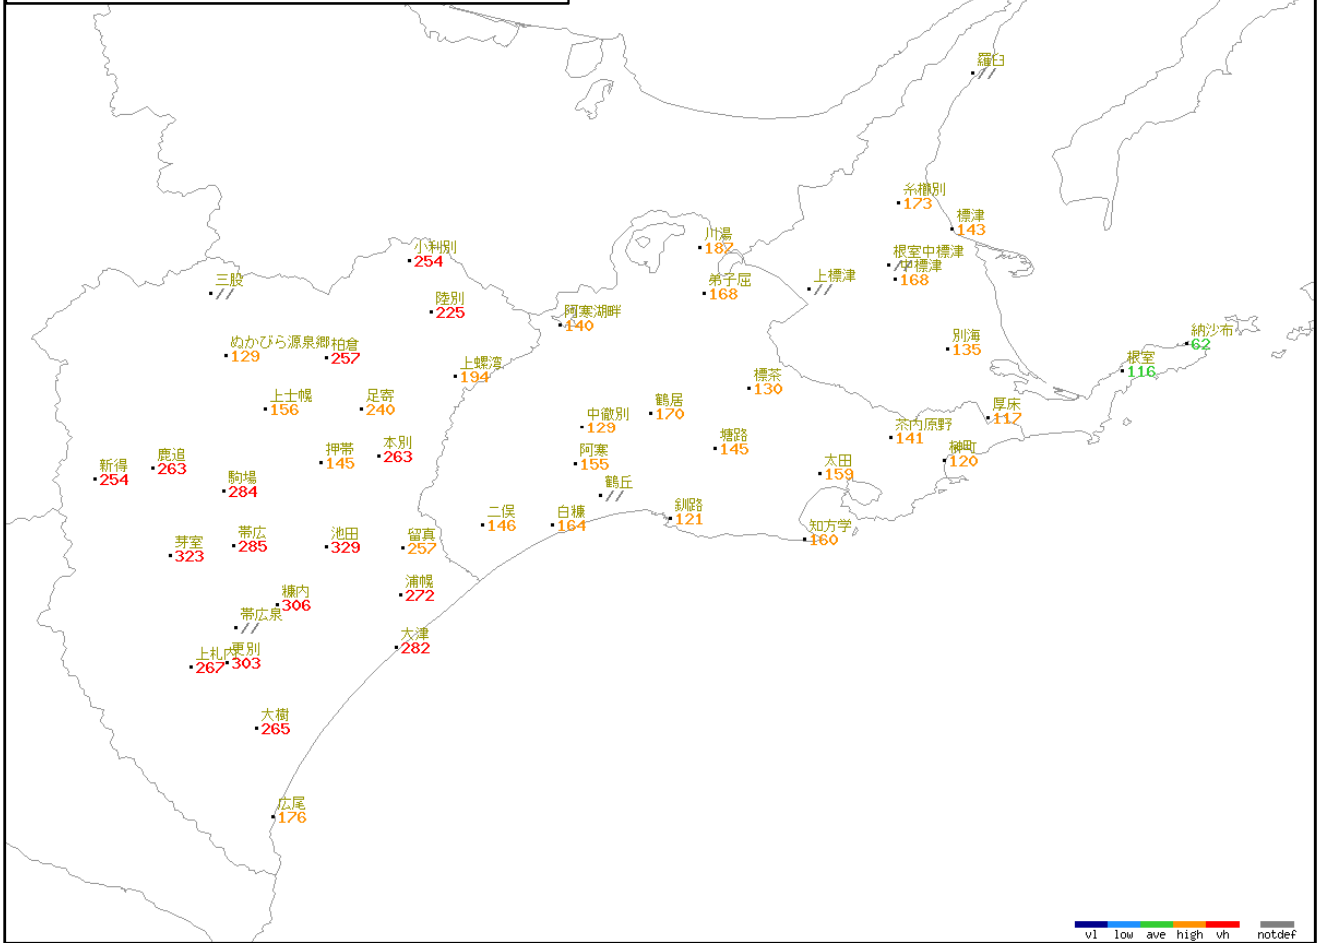 羅臼
//
糸櫛別
173
標津
143
川湯
187
小利別
254
根室中標津
//
中標津
168
上標津
//
三股
//
弟子屈
168
陸別
225
阿寒湖畔
140
納沙布
62
ぬかびら源泉郷
129
柏倉
257
別海
135
根室
116
上螺湾
194
標茶
130
上士幌
156
足寄
240
鶴居
170
厚床
117
中徹別
129
茶内原野
141
本別
263
押帯
145
塘路
145
榊町
120
鹿追
263
新得
254
阿寒
155
太田
159
駒場
284
鶴丘
//
二俣
146
白糠
164
釧路
121
知方学
160
芽室
323
帯広
285
池田
329
留真
257
浦幌
272
糠内
306
帯広泉
//
大津
282
上札内
267
更別
303
大樹
265
広尾
176
vl low ave high vh notdef